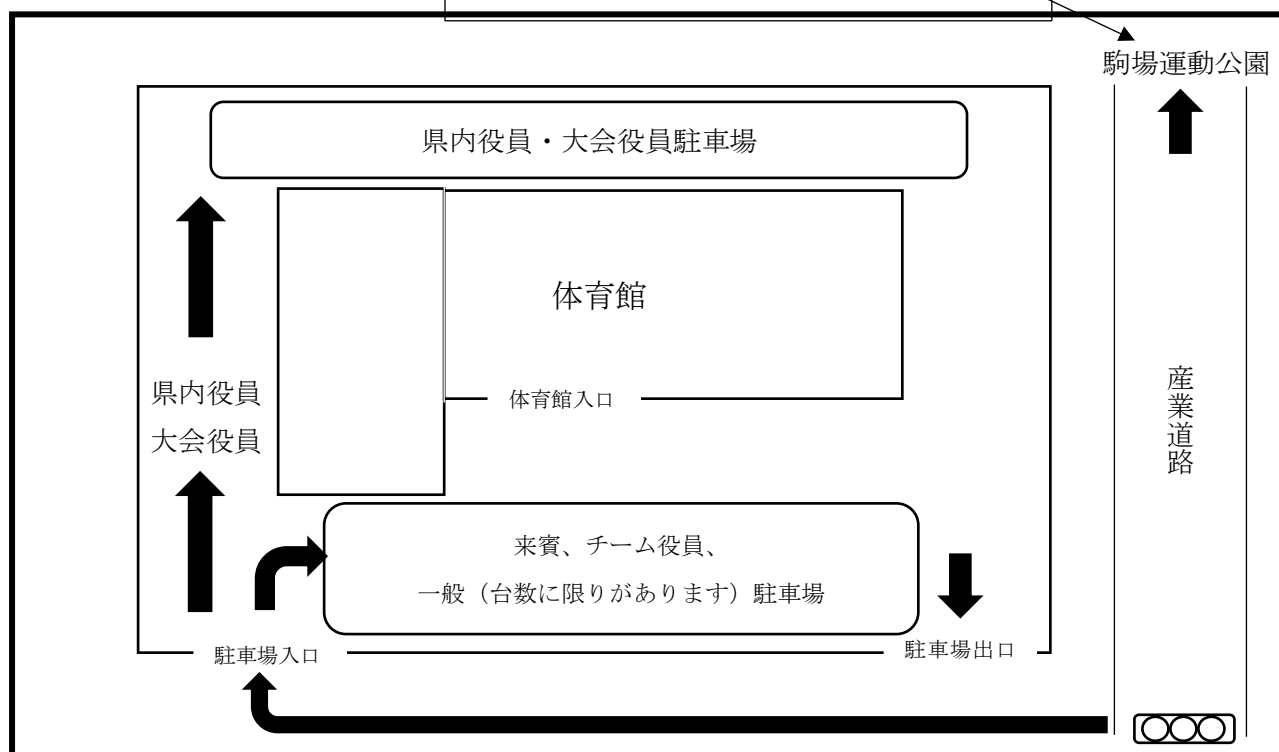 駒場運動公園
県内役員・大会役員駐車場
体育館
体育館入口
県内役員
大会役員
産業道路
来賓、チーム役員、
一般（台数に限りがあります）駐車場
駐車場入口
駐車場出口